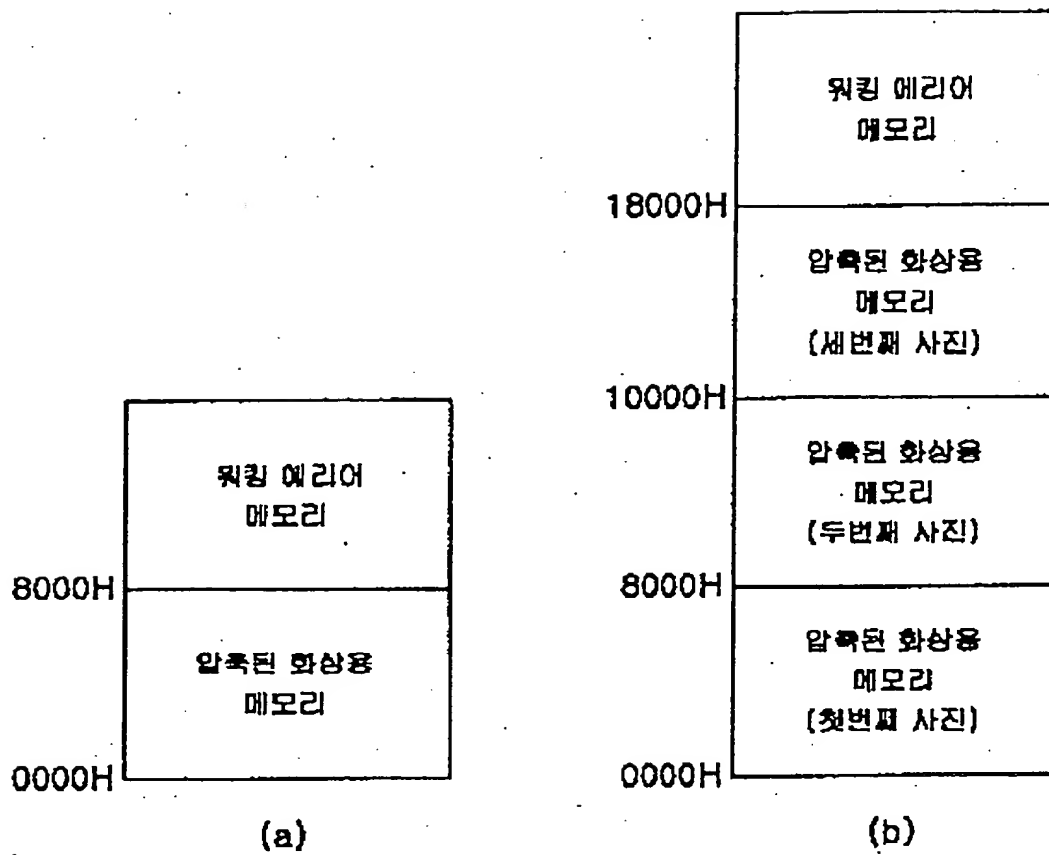 워킹 에리어
메모리
8000H
압축된 화상용
메모리
0000H
(a)
워킹 에리어
메모리
18000H
압축된 화상용
메모리
(세번째 사진)
10000H
압축된 화상용
메모리
(두번째 사진)
8000H
압축된 화상용
메모리
(첫번째 사진)
0000H
(b)